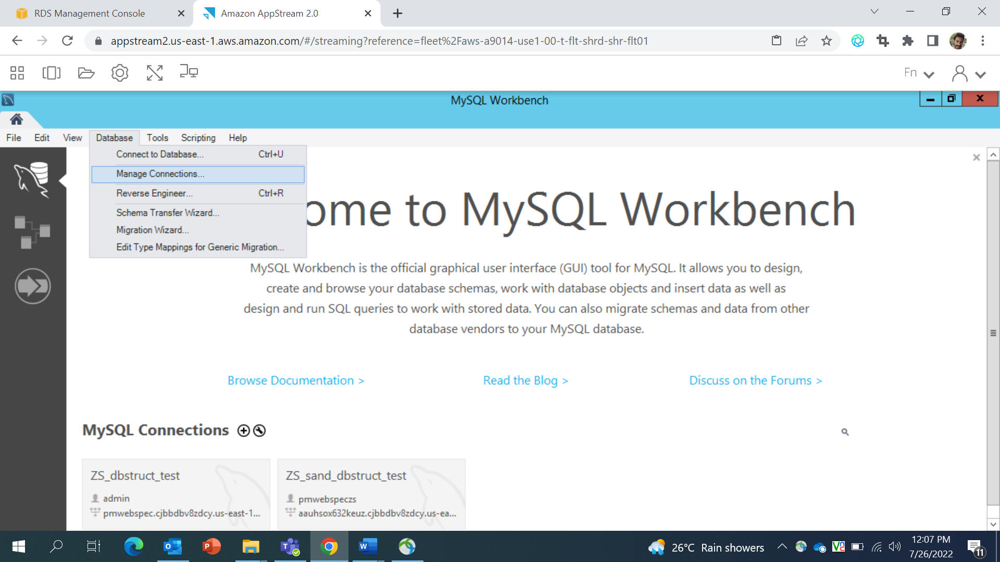 RDS Management Console
Amazon AppStream 2.0
appstream2.us-east-1.aws.amazon.com/#/streaming?reference=fleet%2Faws-a9014-use1-00-t-flt-shrd-shr-flt01
Fn
MySQL Workbench
File Edit View Database Tools Scripting Help
Connect to Database... Ctrl+U
Manage Connections...
Reverse Engineer... Ctrl+R
Schema Transfer Wizard...
Migration Wizard...
Edit Type Mappings for Generic Migration...
ome to MySQL Workbench
MySQL Workbench is the official graphical user interface (GUI) tool for MySQL. It allows you to design,
create and browse your database schemas, work with database objects and insert data as well as
design and run SQL queries to work with stored data. You can also migrate schemas and data from other
database vendors to your MySQL database.
Browse Documentation > Read the Blog > Discuss on the Forums >
MySQL Connections
ZS_dbstruct_test
admin
pmwebspec.cjbbdbv8zdcy.us-east-1...
ZS_sand_dbstruct_test
pmwebspeczs
aauhsox632keuz.cjbbdbv8zdcy.us-ea...
26°C Rain showers
12:07 PM
7/26/2022
11